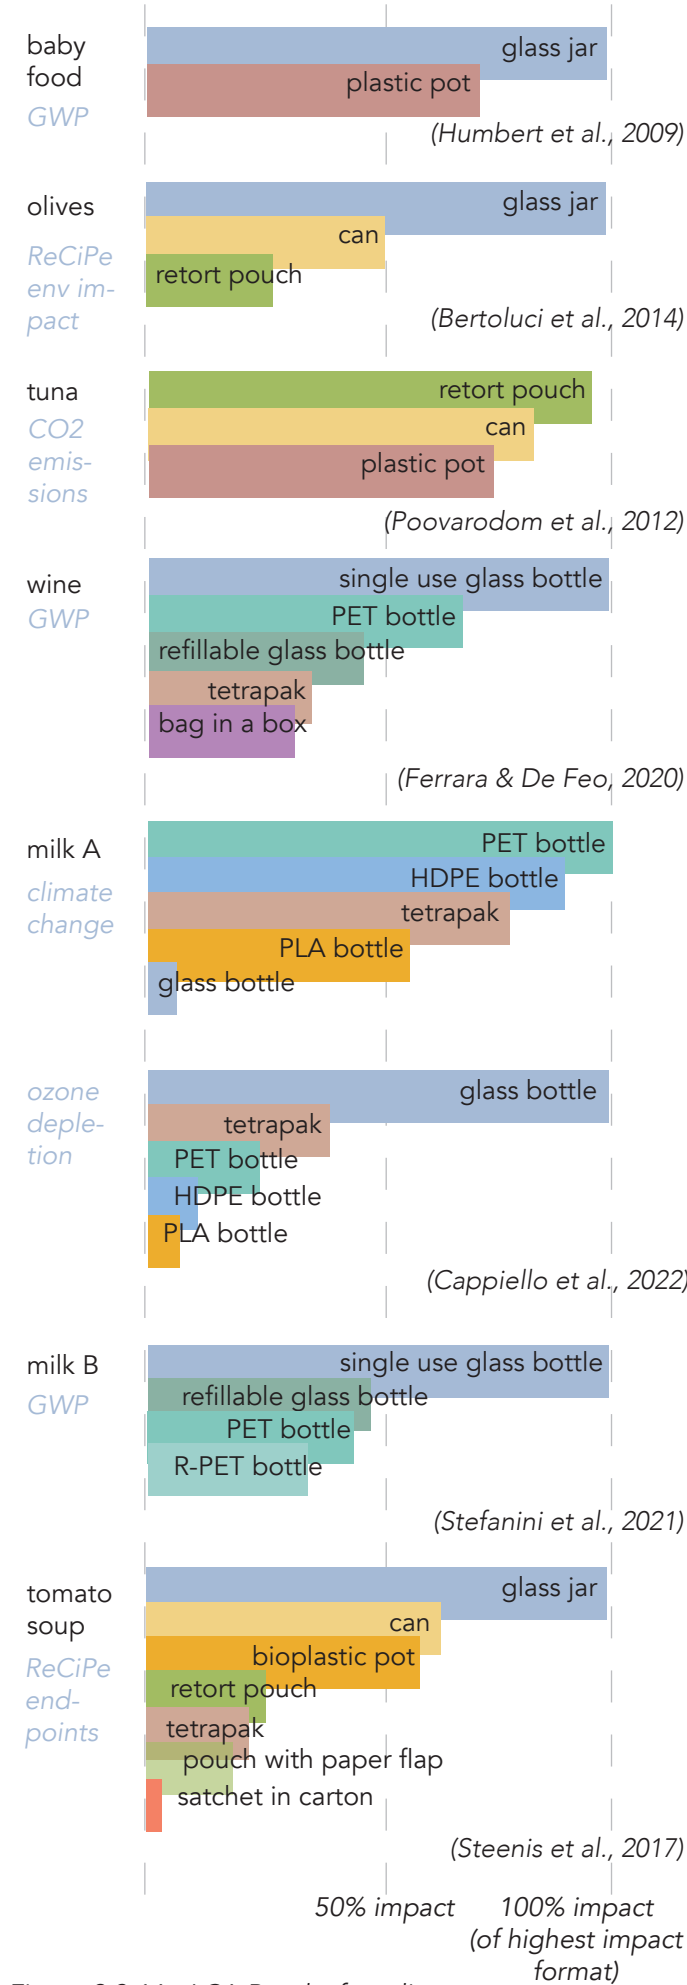 baby
food
GWP
glass jar
plastic pot
(Humbert et al., 2009)
olives
ReCiPe
env im-
pact
glass jar
can
retort pouch
(Bertoluci et al., 2014)
tuna
CO2
emis-
sions
retort pouch
can
plastic pot
(Poovarodom et al., 2012)
wine
GWP
single use glass bottle
PET bottle
refillable glass bottle
tetrapak
bag in a box
(Ferrara & De Feo, 2020)
milk A
climate
change
PET bottle
HDPE bottle
tetrapak
PLA bottle
glass bottle
ozone
deple-
tion
glass bottle
tetrapak
PET bottle
HDPE bottle
PLA bottle
(Cappiello et al., 2022)
milk B
GWP
single use glass bottle
refillable glass bottle
PET bottle
R-PET bottle
(Stefanini et al., 2021)
tomato
soup
ReCiPe
end-
points
glass jar
can
bioplastic pot
retort pouch
tetrapak
pouch with paper flap
satchet in carton
(Steenis et al., 2017)
50% impact
100% impact
(of highest impact
format)